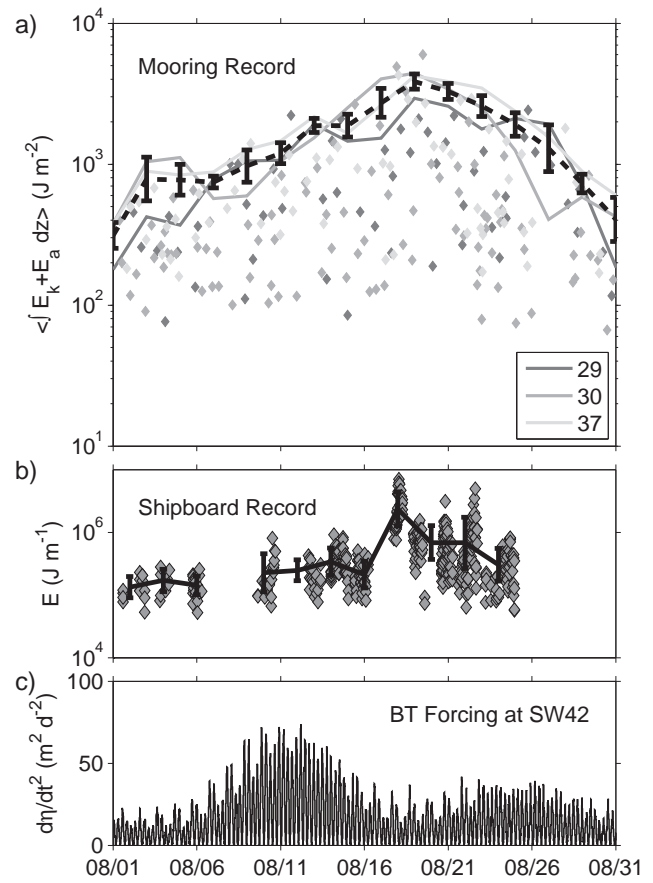 a)
Mooring Record
<∫ E_k+E_a dz> (J m^-2)
10^4
10^3
10^2
10^1
29
30
37
b)
Shipboard Record
E (J m^-1)
10^6
10^4
c)
BT Forcing at SW42
dη/dt^2 (m^2 d^-2)
100
50
0
08/01 08/06 08/11 08/16 08/21 08/26 08/31